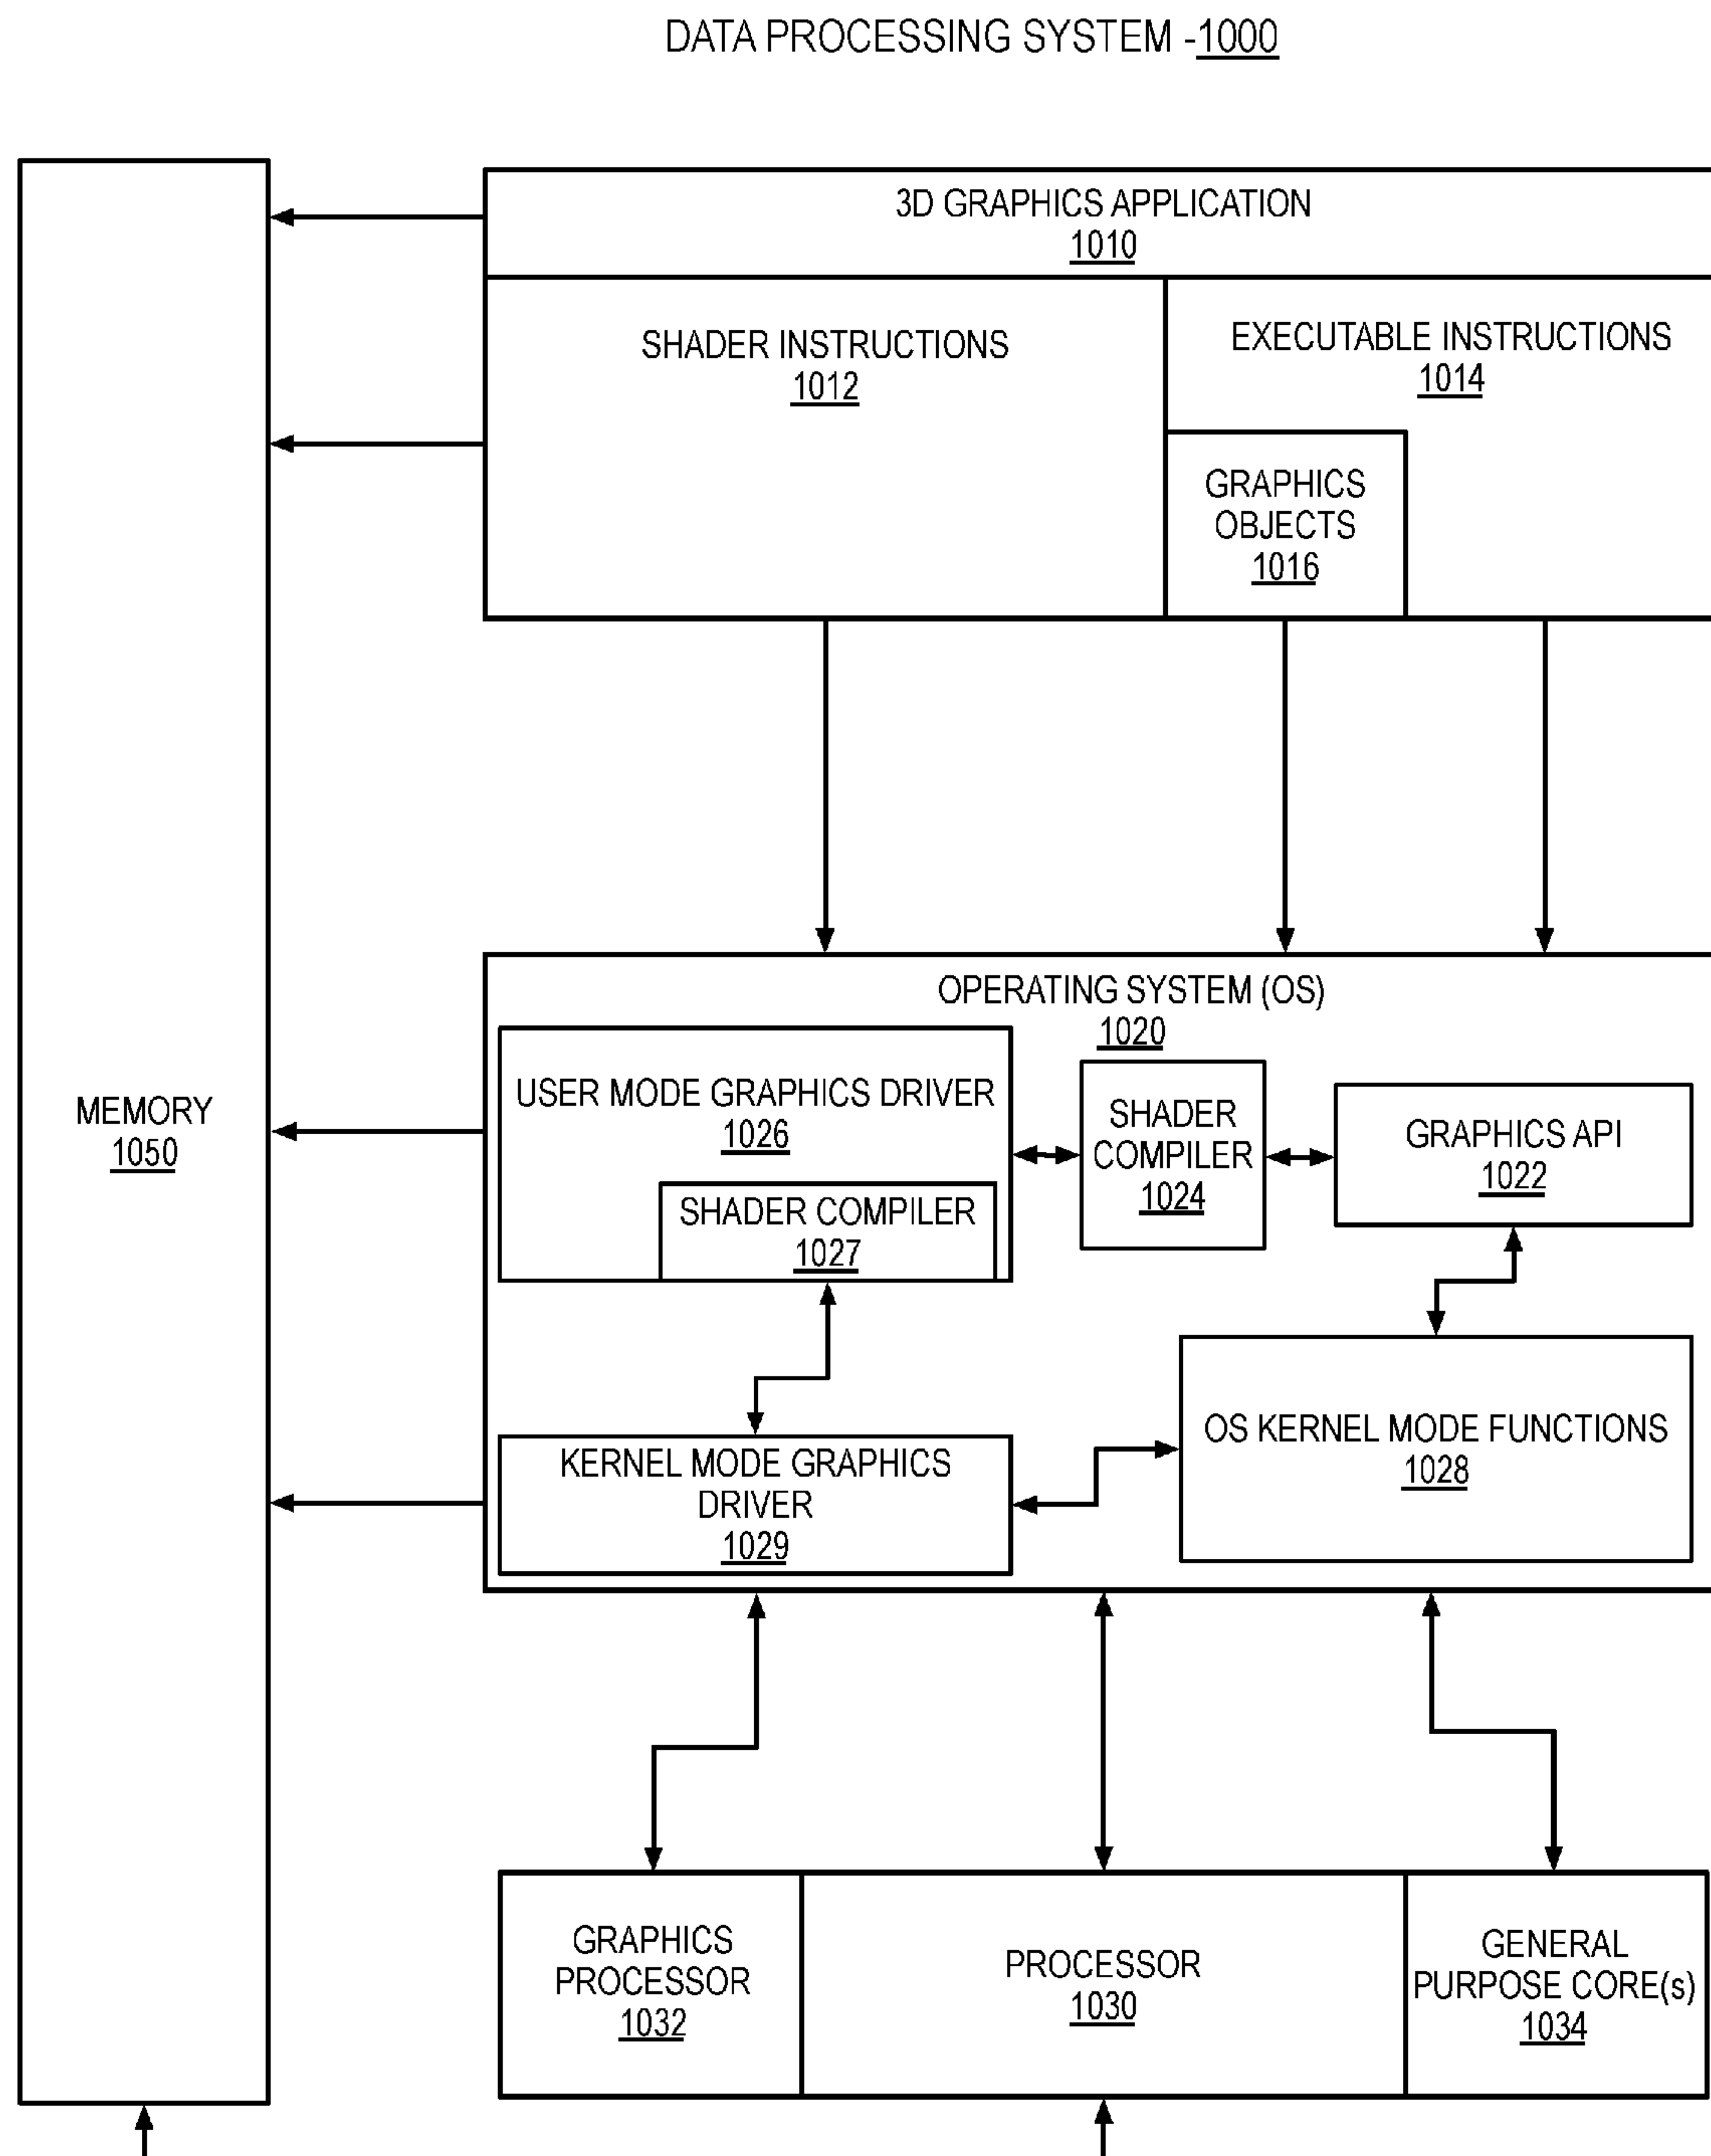 DATA PROCESSING SYSTEM -1000
3D GRAPHICS APPLICATION
1010
SHADER INSTRUCTIONS
1012
EXECUTABLE INSTRUCTIONS
1014
GRAPHICS
OBJECTS
1016
MEMORY
1050
OPERATING SYSTEM (OS)
1020
USER MODE GRAPHICS DRIVER
1026
SHADER COMPILER
1027
SHADER
COMPILER
1024
GRAPHICS API
1022
KERNEL MODE GRAPHICS
DRIVER
1029
OS KERNEL MODE FUNCTIONS
1028
GRAPHICS
PROCESSOR
1032
PROCESSOR
1030
GENERAL
PURPOSE CORE(s)
1034